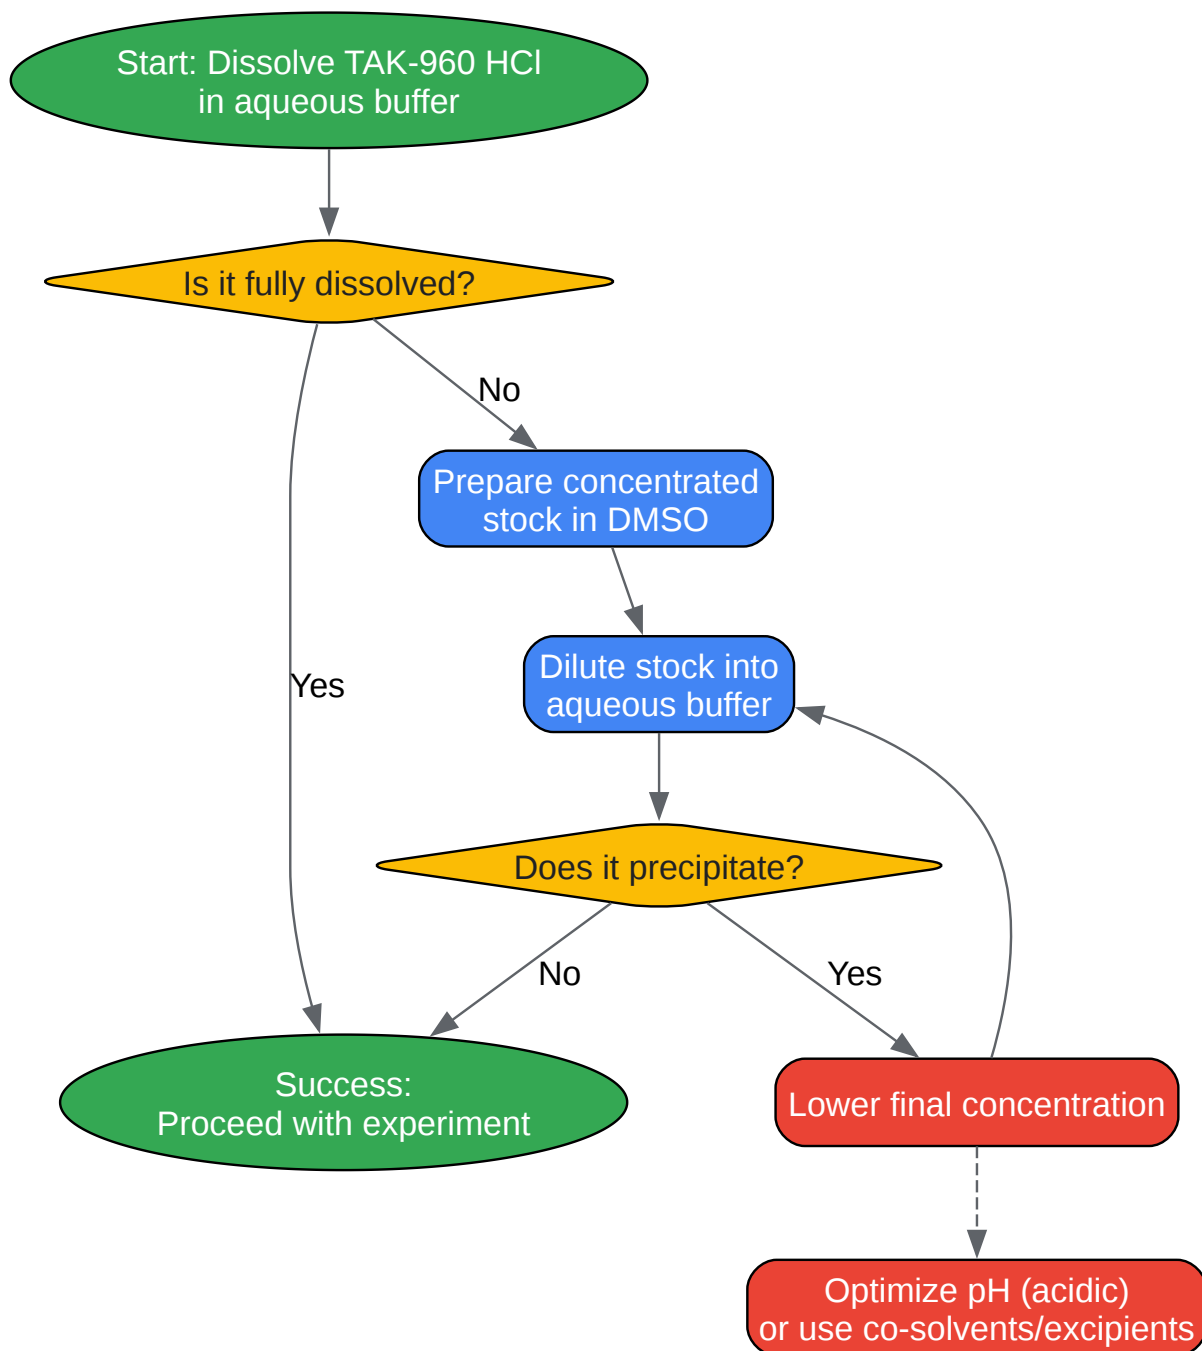 Start: Dissolve TAK-960 HCl
in aqueous buffer
Is it fully dissolved?
No
Prepare concentrated
stock in DMSO
Dilute stock into
aqueous buffer
Yes
Does it precipitate?
No
Yes
Success:
Proceed with experiment
Lower final concentration
Optimize pH (acidic)
or use co-solvents/excipients